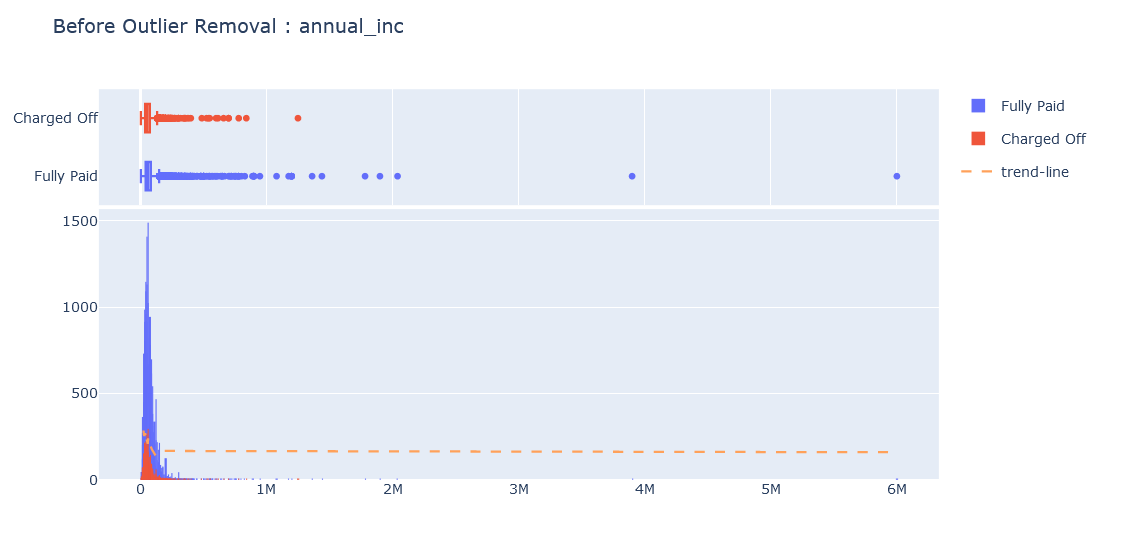 Before Outlier Removal : annual_inc
Charged Off
Fully Paid
1500
1000
500
0
0 1M 2M 3M 4M 5M 6M
Fully Paid
Charged Off
trend-line